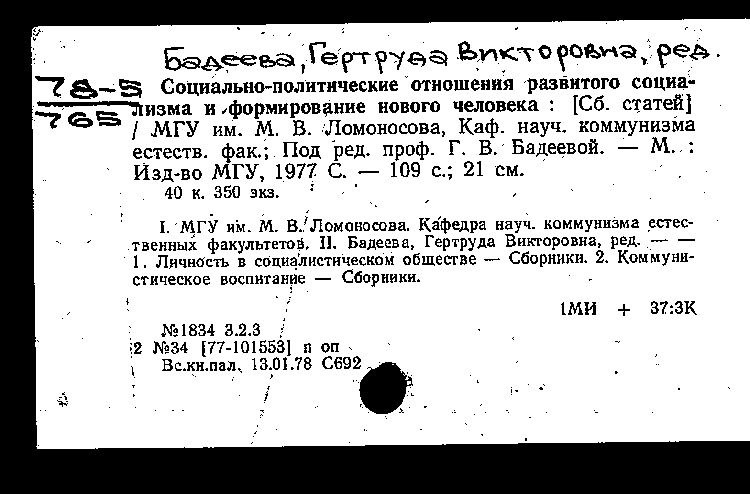 Бадеева, Гертруда Викторовна, ред.
78-5
765
Социально-политические отношения развитого социа-
лизма и формирование нового человека : [Сб. статей]
/ МГУ им. М. В. Ломоносова, Каф. науч. коммунизма
естеств. фак.; Под ред. проф. Г. В. Бадеевой. — М. :
Изд-во МГУ, 1977 С. — 109 с.; 21 см.
40 к. 350 экз.
I. МГУ им. М. В. Ломоносова. Кафедра науч. коммунизма естес-
твенных факультетов. II. Бадеева, Гертруда Викторовна, ред. — —
1. Личность в социалистическом обществе — Сборники. 2. Коммуни-
стическое воспитание — Сборники.
1МИ + 37:3К
№1834 3.2.3
2 №34 [77-101553] п оп
Вс.кн.пал. 13.01.78 С692